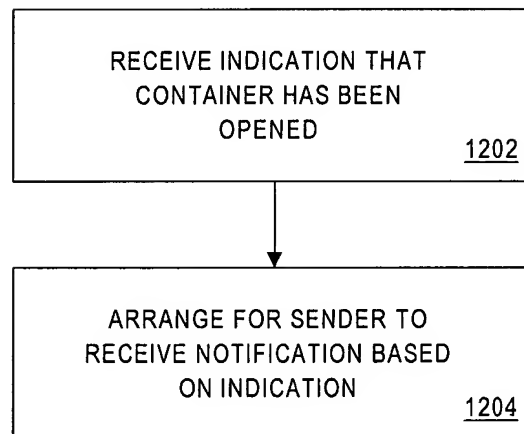 RECEIVE INDICATION THAT
CONTAINER HAS BEEN
OPENED
1202
ARRANGE FOR SENDER TO
RECEIVE NOTIFICATION BASED
ON INDICATION
1204